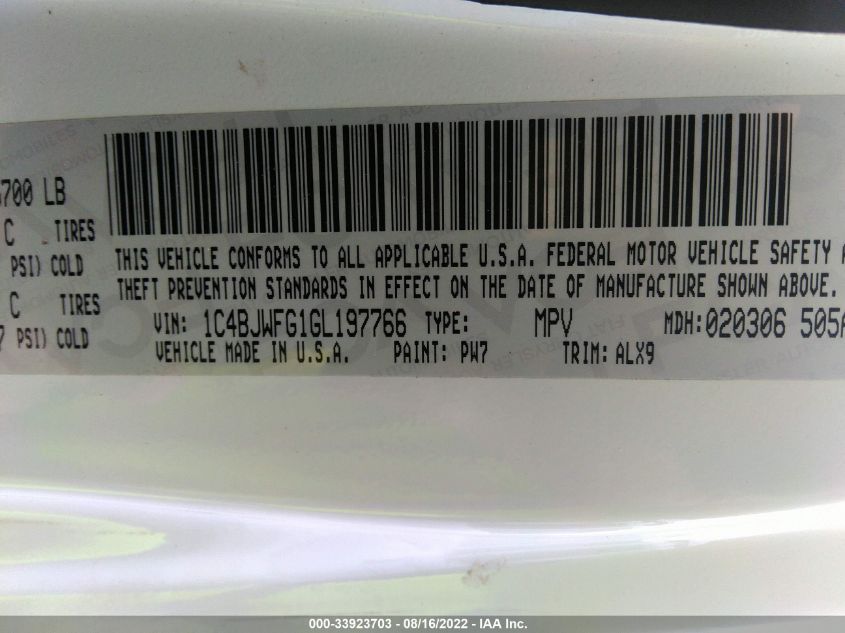 700 LB
C TIRES
PSI) COLD
C TIRES
PSI) COLD
THIS VEHICLE CONFORMS TO ALL APPLICABLE U.S.A. FEDERAL MOTOR VEHICLE SAFETY
THEFT PREVENTION STANDARDS IN EFFECT ON THE DATE OF MANUFACTURE SHOWN ABOVE.
VIN: 1C4BJWFG1GL197766 TYPE: MPV MDH: 020306 505
VEHICLE MADE IN U.S.A. PAINT: PW7 TRIM: ALX9
000-33923703 - 08/16/2022 - IAA Inc.